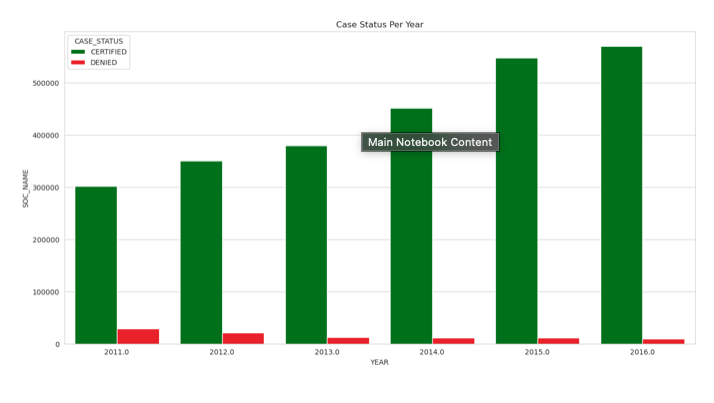 Case Status Per Year
CASE_STATUS
CERTIFIED
DENIED
500000
400000
Main Notebook Content
300000
SOC_NAME
200000
100000
0
2011.0 2012.0 2013.0 2014.0 2015.0 2016.0
YEAR